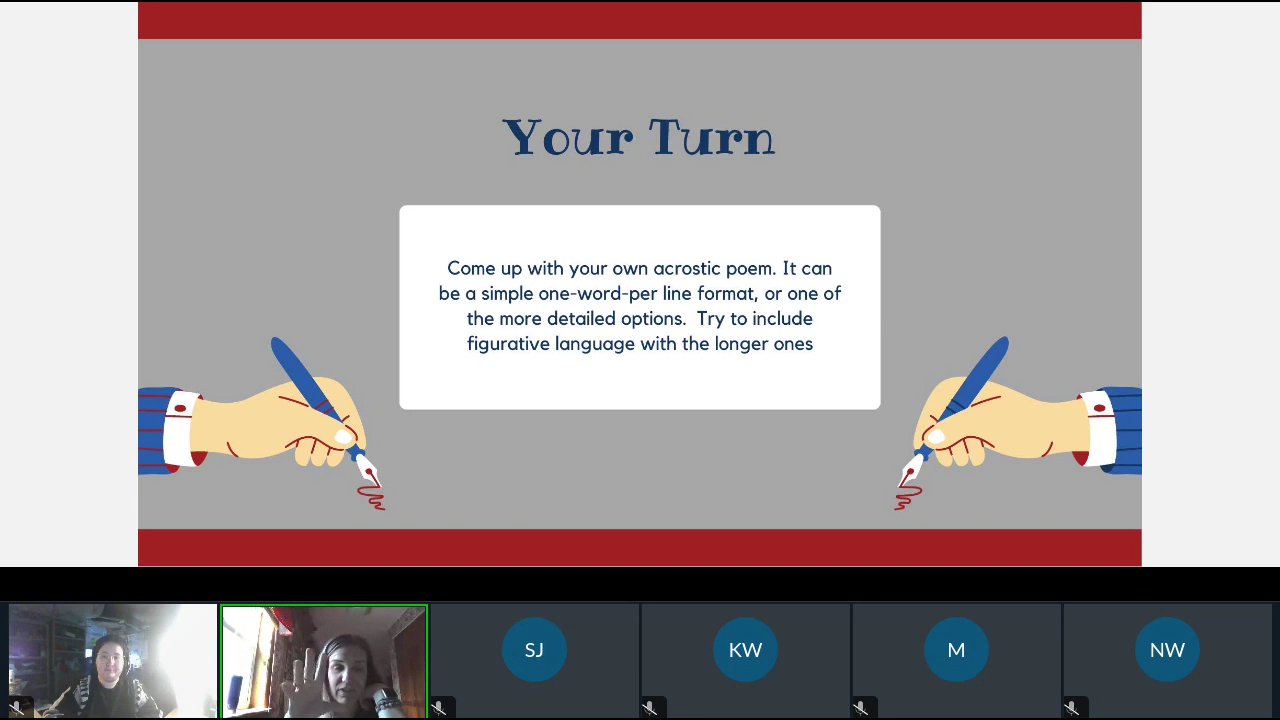 Your Turn
Come up with your own acrostic poem. It can
be a simple one-word-per line format, or one of
the more detailed options.  Try to include
figurative language with the longer ones
SJ
KW
M
NW